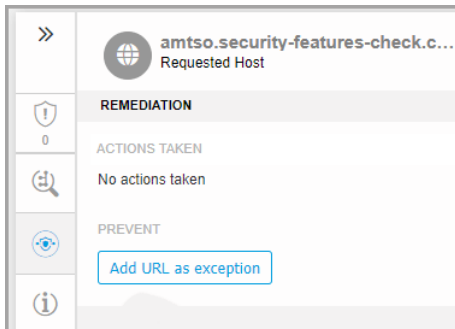 amtso.security-features-check.c...
Requested Host
0
REMEDIATION
ACTIONS TAKEN
No actions taken
PREVENT
Add URL as exception